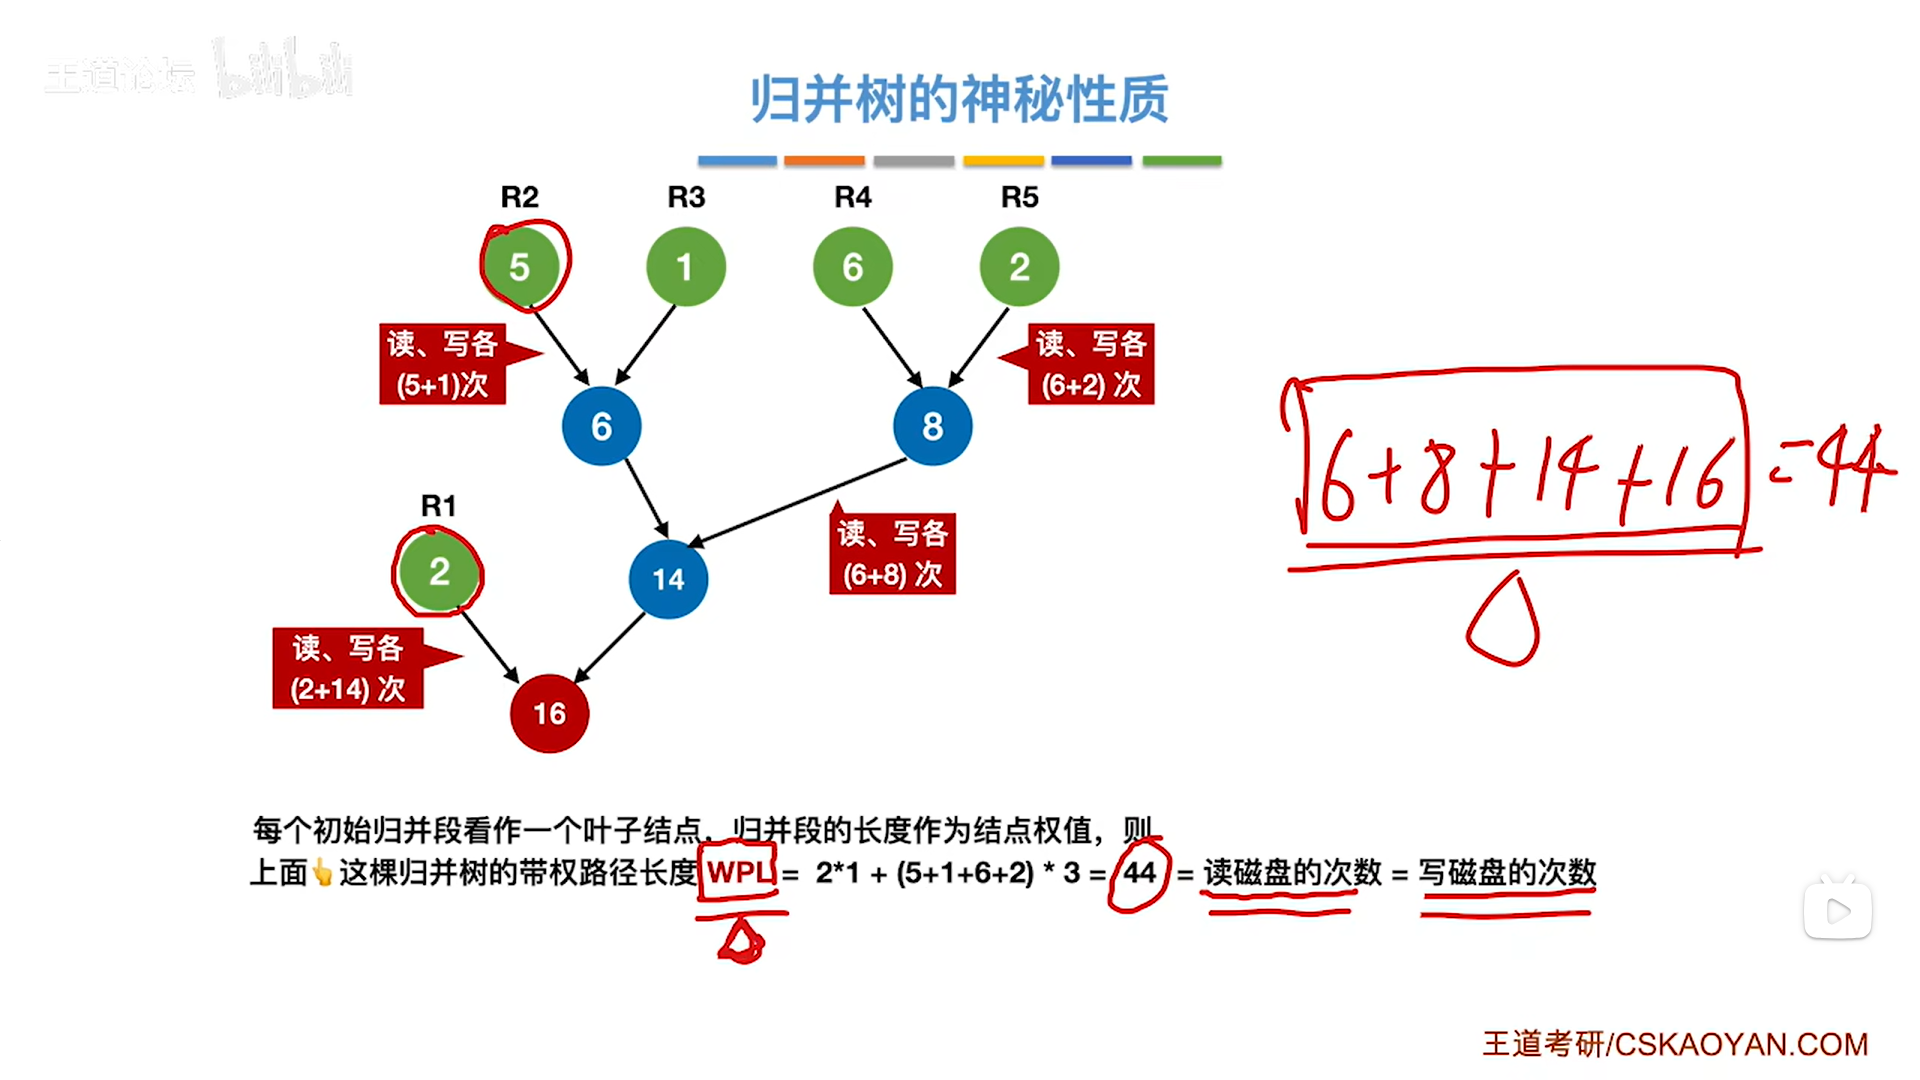 王道论坛 bilibili
归并树的神秘性质
R2 R3 R4 R5
5 1 6 2
读、写各
(5+1)次
读、写各
(6+2) 次
6 8
6+8+14+16 =44
R1
2
14
读、写各
(6+8) 次
读、写各
(2+14) 次
16
每个初始归并段看作一个叶子结点，归并段的长度作为结点权值，则
上面👆这棵归并树的带权路径长度 WPL = 2*1 + (5+1+6+2) * 3 = 44 = 读磁盘的次数 = 写磁盘的次数
王道考研/CSKAOYAN.COM